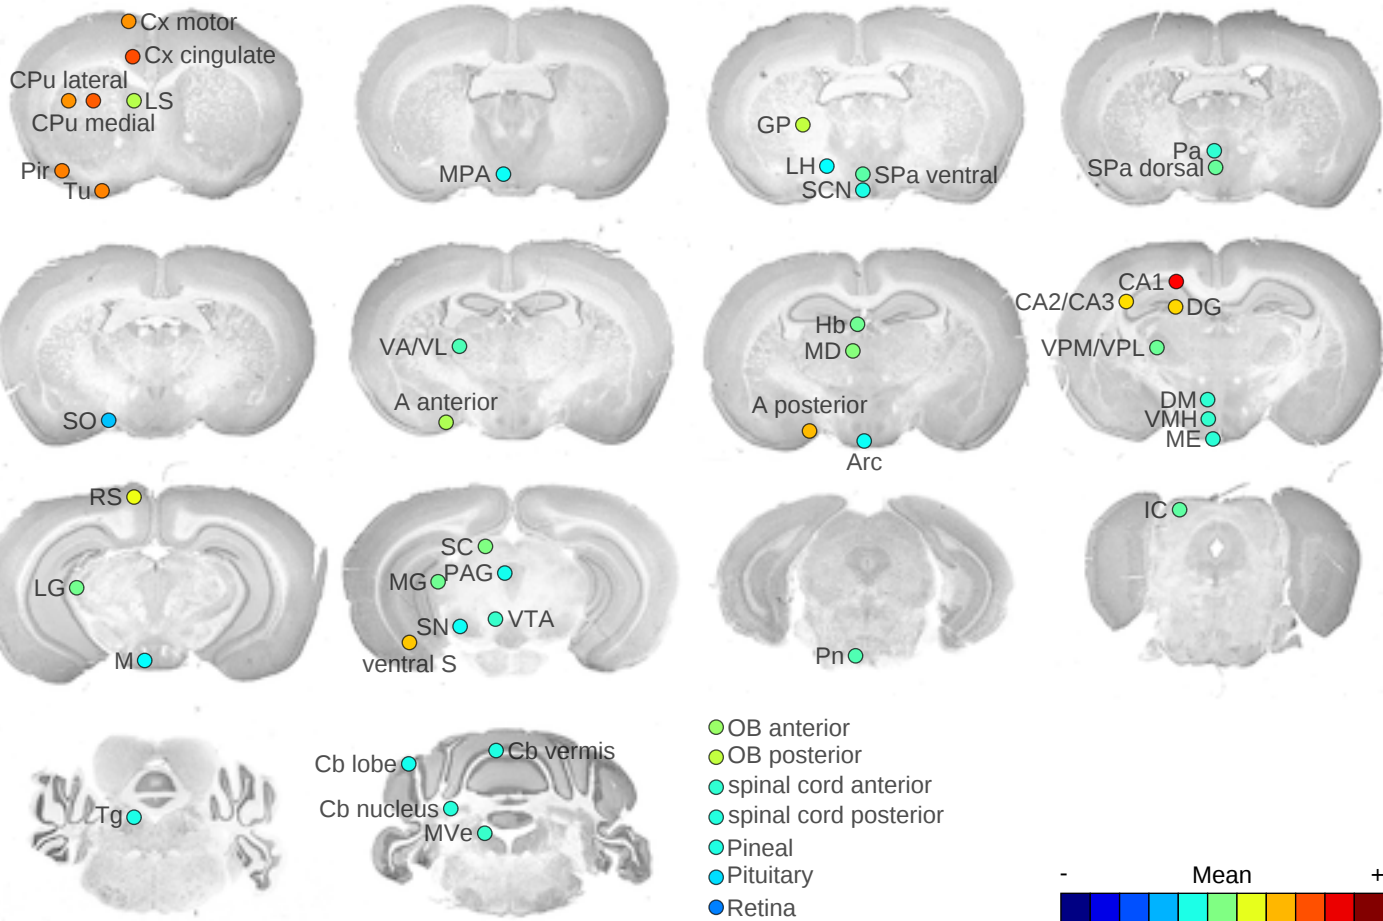 Cx motor
Cx cingulate
CPu lateral
LS
CPu medial
Pir
Tu
MPA
GP
LH
SPa ventral
SCN
Pa
SPa dorsal
SO
VA/VL
A anterior
Hb
MD
A posterior
Arc
CA1
CA2/CA3
DG
VPM/VPL
DM
VMH
ME
RS
LG
M
SC
MG
PAG
SN
VTA
ventral S
Pn
IC
Tg
Cb lobe
Cb vermis
Cb nucleus
MVe
OB anterior
OB posterior
spinal cord anterior
spinal cord posterior
Pineal
Pituitary
Retina
- Mean +